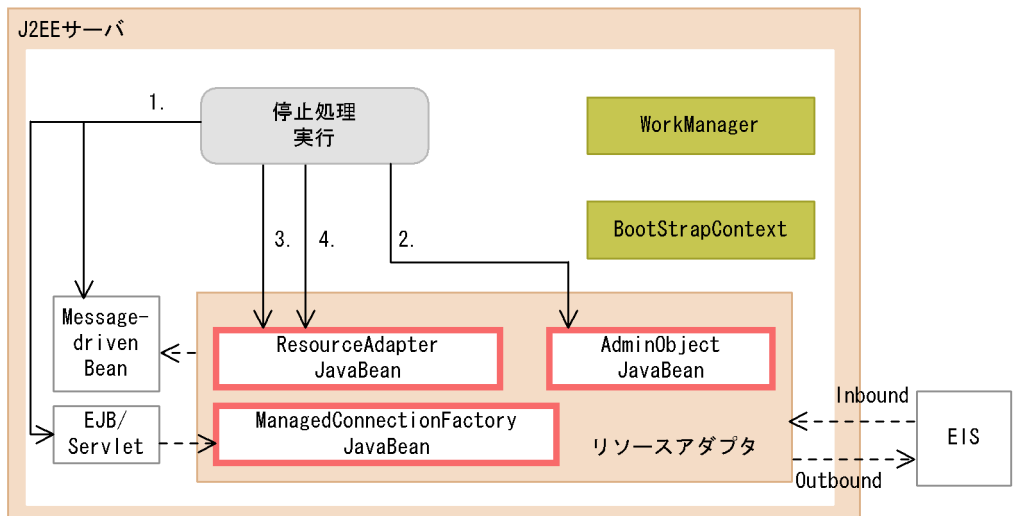 J2EEサーバ
1.
停止処理
実行
WorkManager
BootStrapContext
3.
4.
2.
Message-
driven
Bean
ResourceAdapter
JavaBean
AdminObject
JavaBean
EJB/
Servlet
ManagedConnectionFactory
JavaBean
リソースアダプタ
Inbound
EIS
Outbound